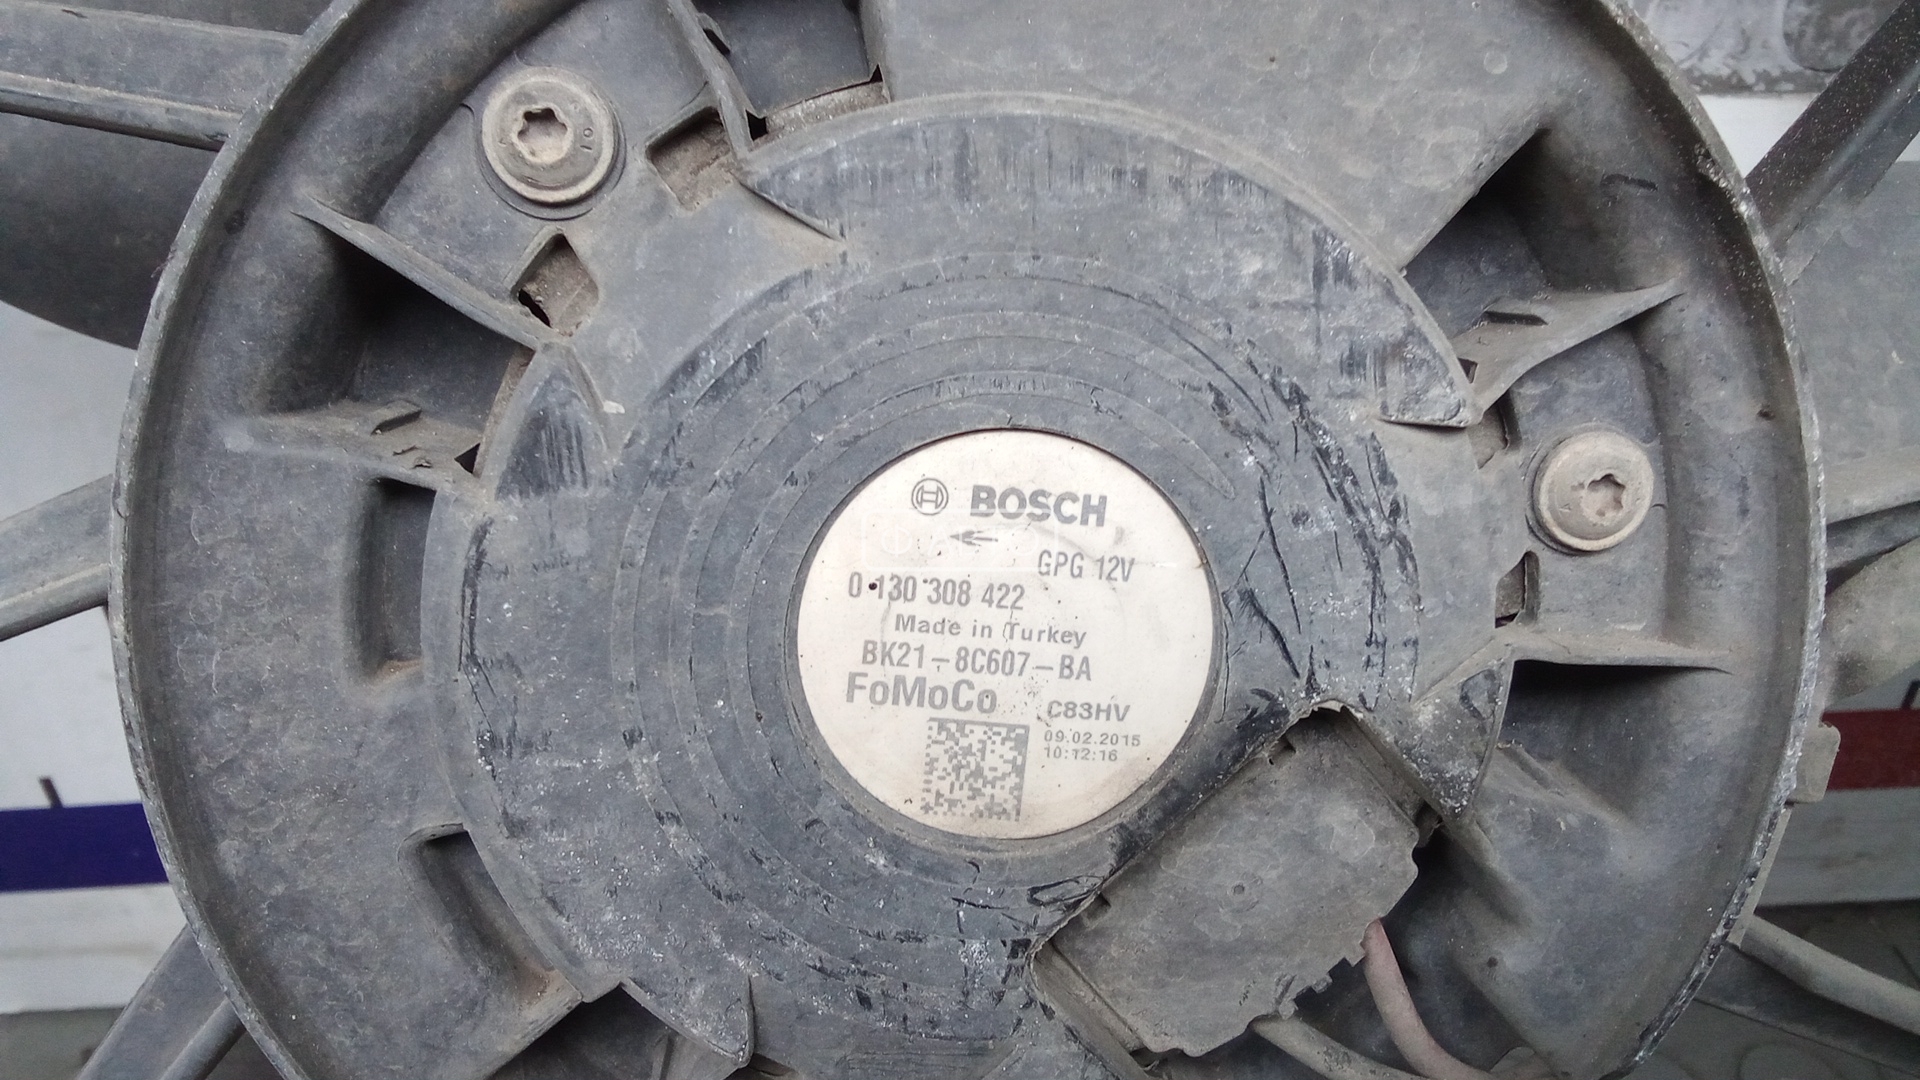 BOSCH
←
GPG 12V
0 130 308 422
Made in Turkey
BK21-8C607-BA
FoMoCo C83HV
09.02.2015
10:12:16